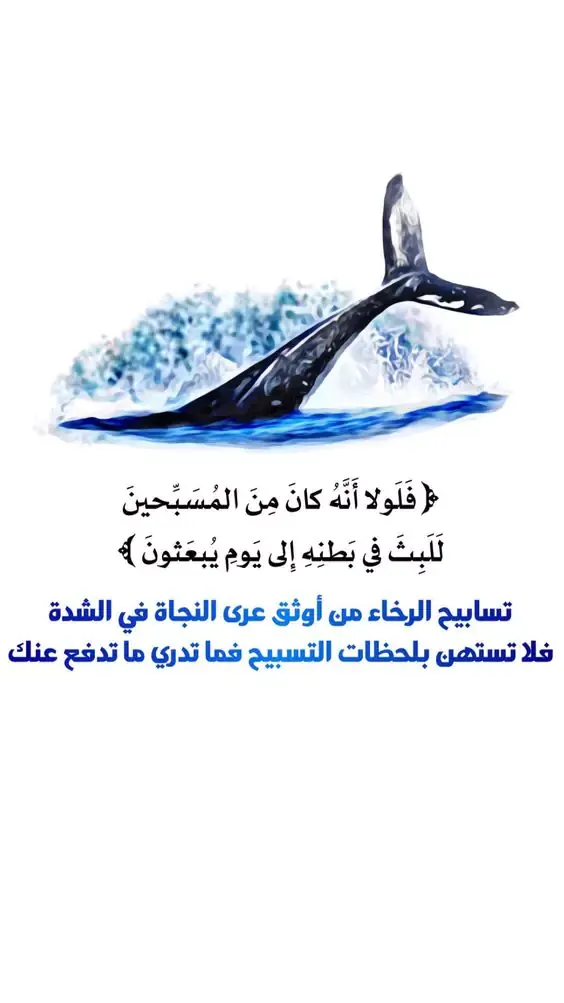 ﴿فَلَولا أَنَّهُ كانَ مِنَ المُسَبِّحينَ
لَلَبِثَ في بَطنِهِ إِلى يَومِ يُبعَثونَ﴾
تسابيح الرخاء من أوثق عرى النجاة في الشدة
فلا تستهن بلحظات التسبيح فما تدري ما تدفع عنك